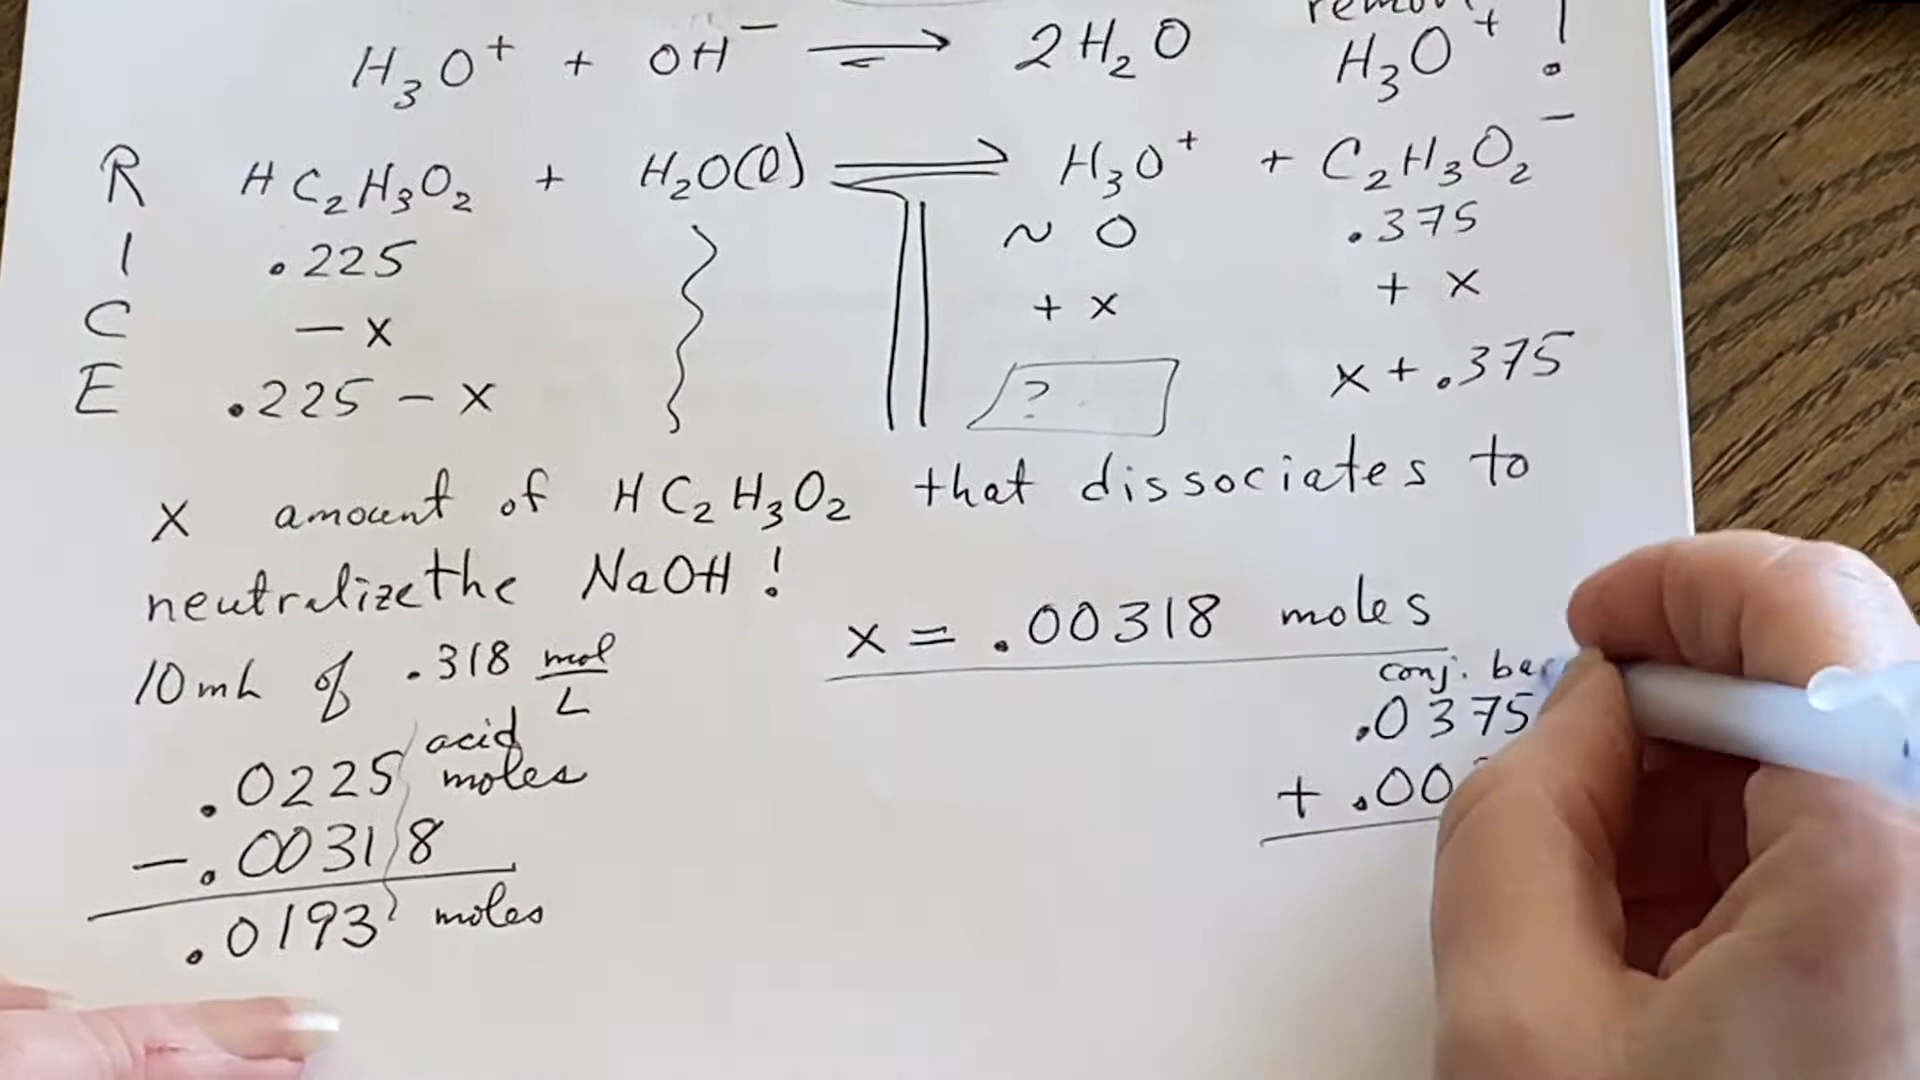 H₃O⁺ + OH⁻ ⇌ 2H₂O H₃O⁺ !
R HC₂H₃O₂ + H₂O(l) ⇌ H₃O⁺ + C₂H₃O₂⁻
I .225 ~ 0 .375
C - x + x + x
E .225 - x ? x + .375
x amount of HC₂H₃O₂ that dissociates to
neutralize the NaOH!
x = .00318 moles
10 mL of .318 mol/L
conj.
.0225 acid moles .0375
- .00318 + .00
.0193 moles